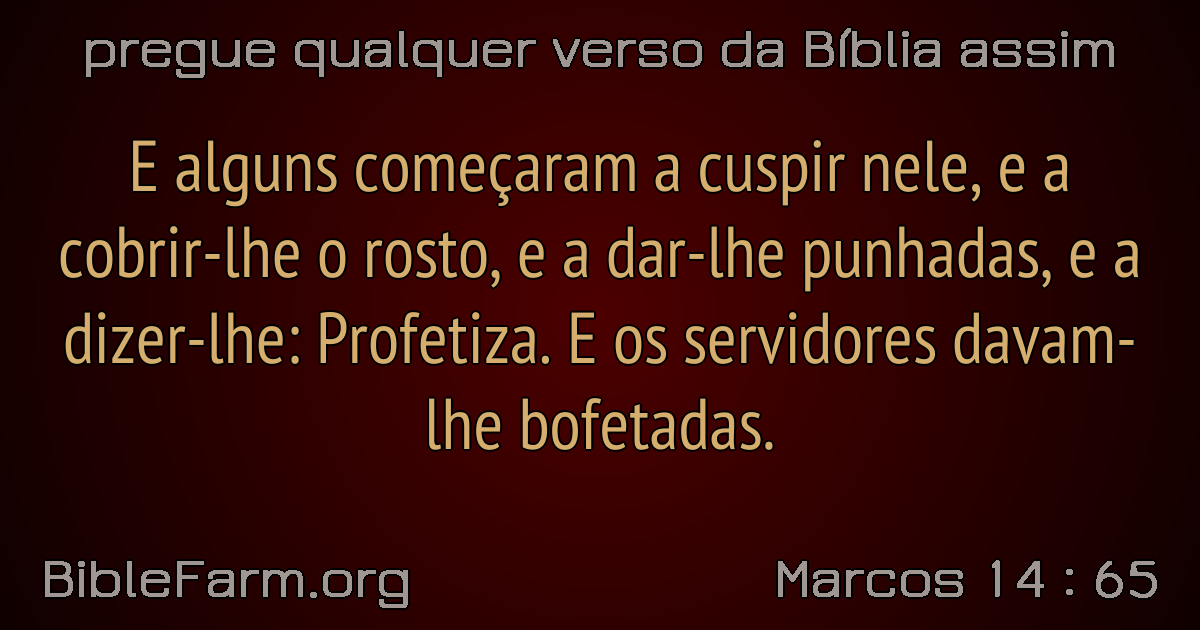 pregue qualquer verso da Bíblia assim
E alguns começaram a cuspir nele, e a
cobrir-lhe o rosto, e a dar-lhe punhadas, e a
dizer-lhe: Profetiza. E os servidores davam-
lhe bofetadas.
BibleFarm.org
Marcos 14 : 65